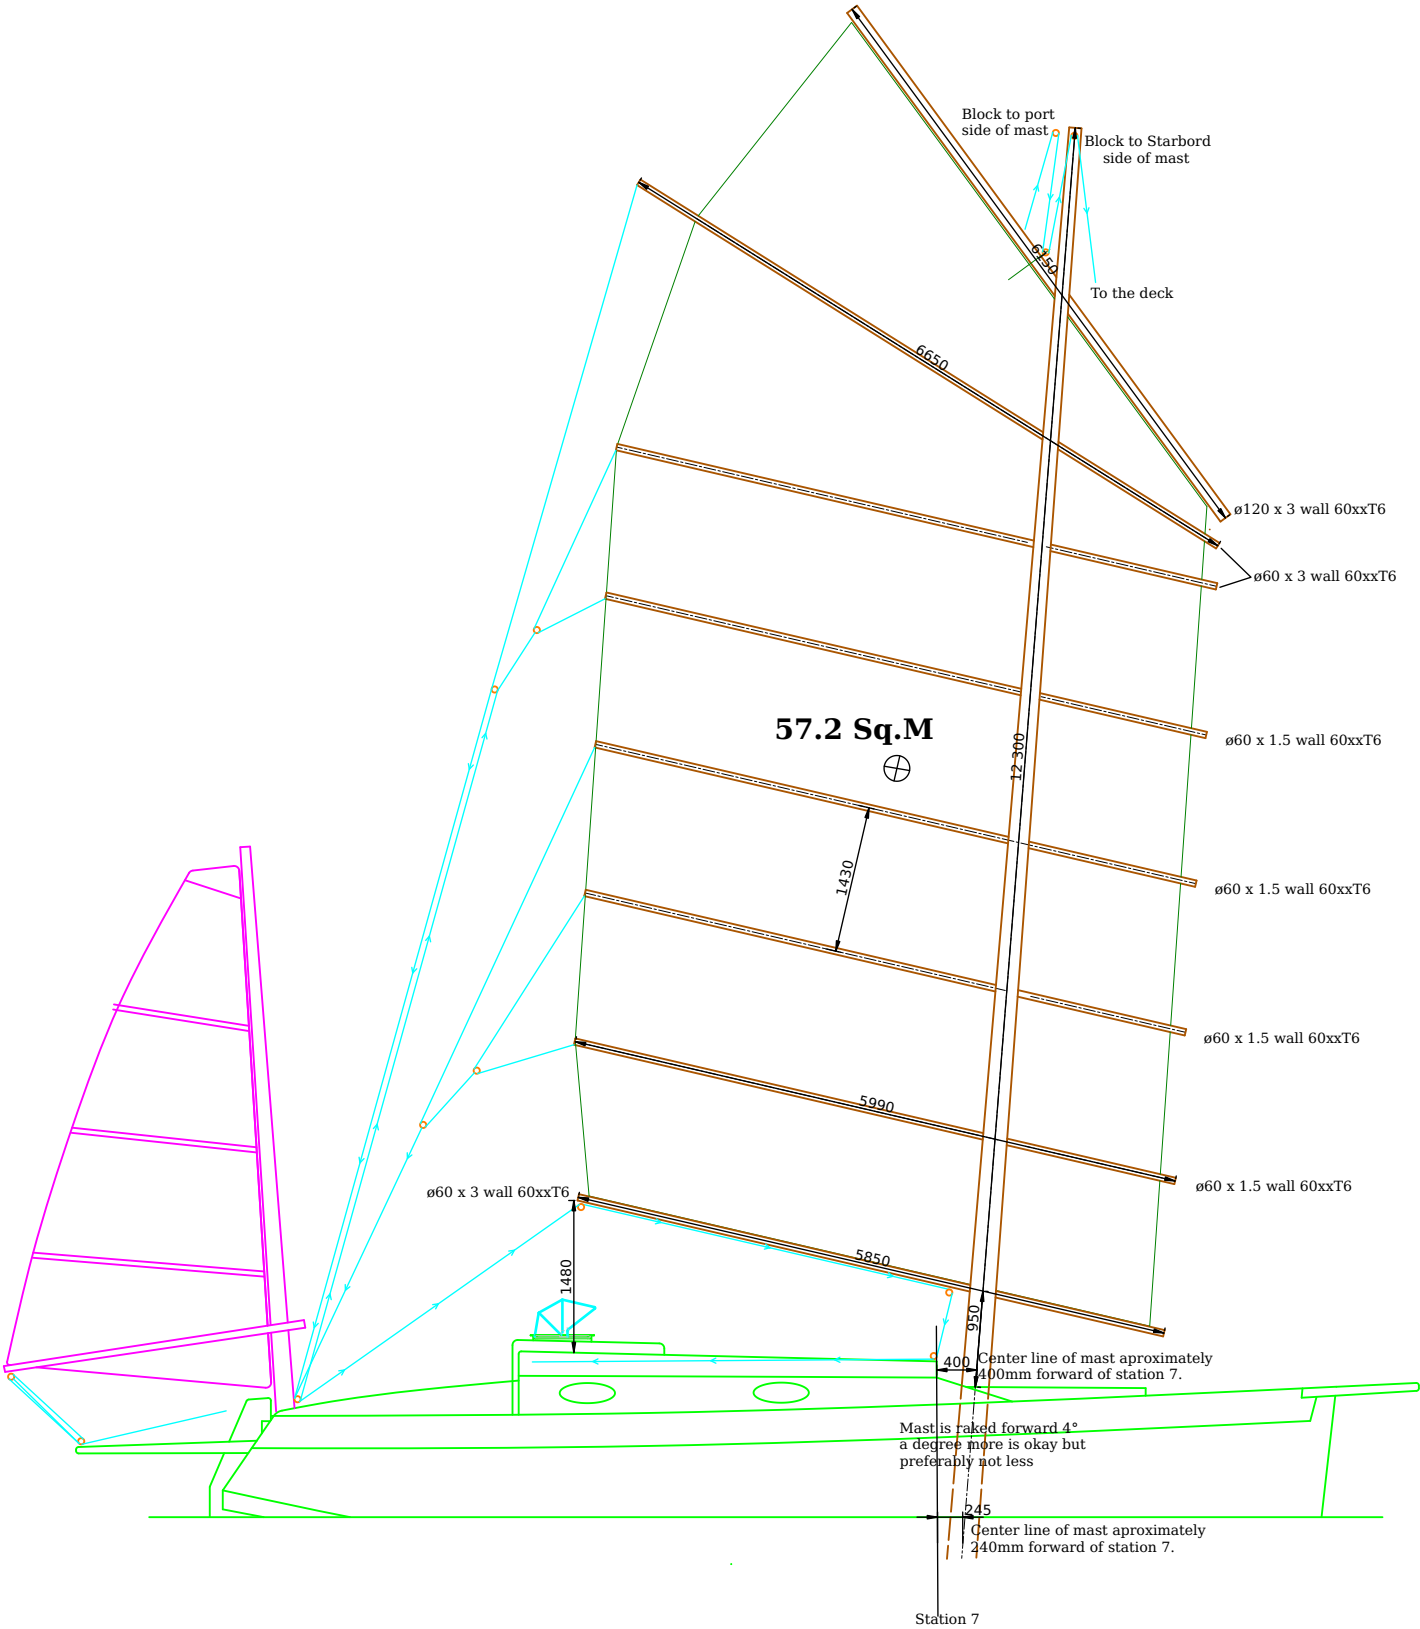 Block to port
side of mast
Block to Starbord
side of mast
6150
To the deck
6650
ø120 x 3 wall 60xxT6
ø60 x 3 wall 60xxT6
57.2 Sq.M
12 300
ø60 x 1.5 wall 60xxT6
1430
ø60 x 1.5 wall 60xxT6
ø60 x 1.5 wall 60xxT6
5990
ø60 x 3 wall 60xxT6
ø60 x 1.5 wall 60xxT6
5850
1480
950
400
Center line of mast aproximately
400mm forward of station 7.
Mast is raked forward 4°
a degree more is okay but
preferably not less
245
Center line of mast aproximately
240mm forward of station 7.
Station 7